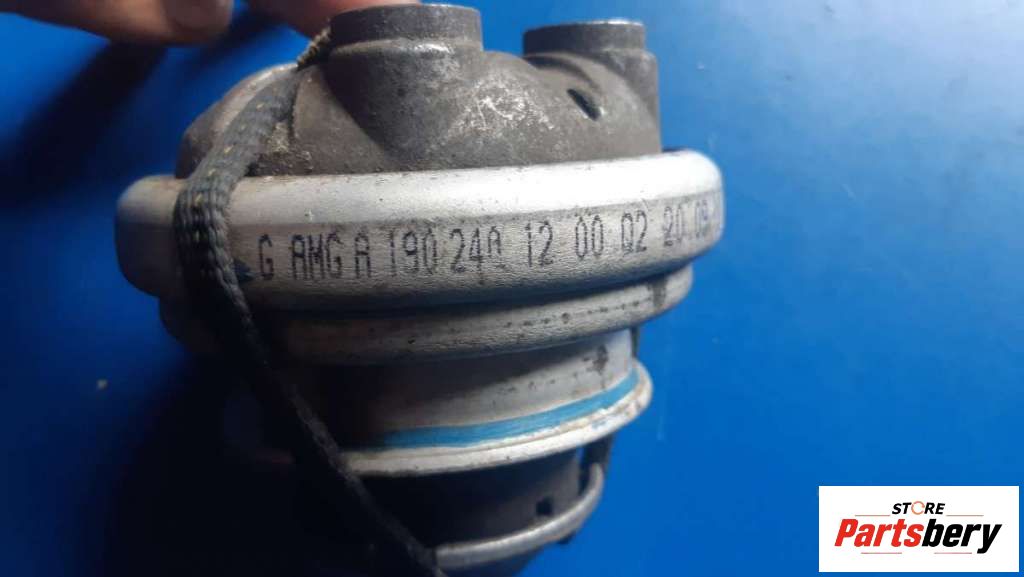 G AMG A 190 240 12 00 Q2 20 09
STORE
Partsbery